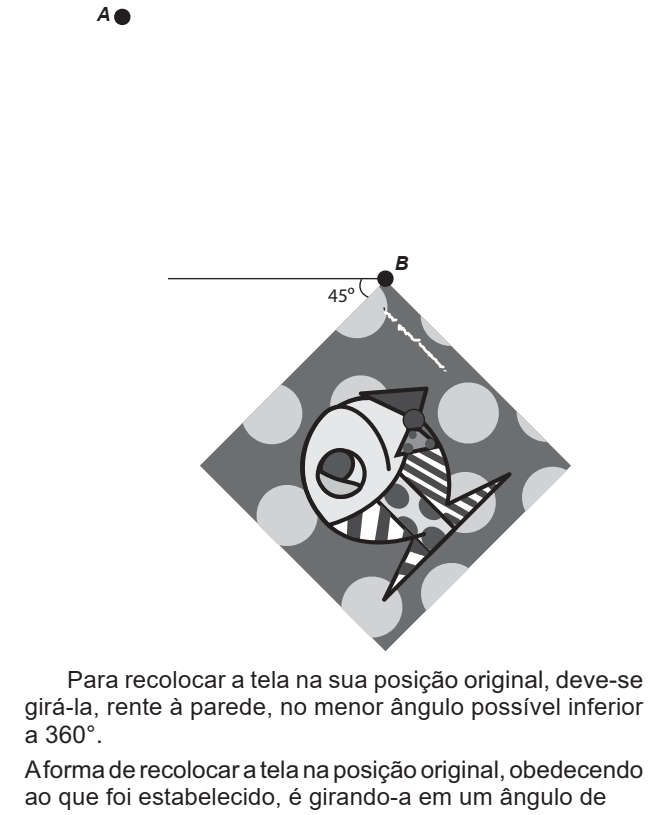 A
B
45°
Para recolocar a tela na sua posição original, deve-se
girá-la, rente à parede, no menor ângulo possível inferior
a 360°.
A forma de recolocar a tela na posição original, obedecendo
ao que foi estabelecido, é girando-a em um ângulo de